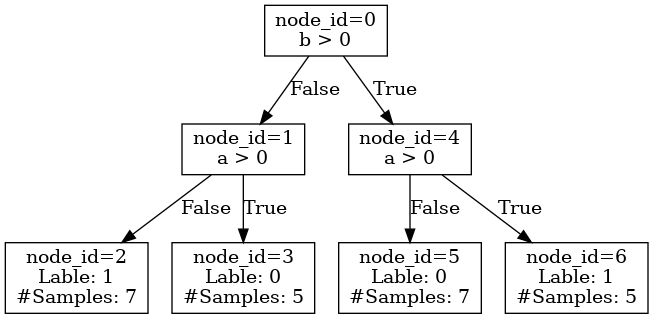 node_id=0
b > 0
False
True
node_id=1
a > 0
node_id=4
a > 0
False
True
False
True
node_id=2
Lable: 1
#Samples: 7
node_id=3
Lable: 0
#Samples: 5
node_id=5
Lable: 0
#Samples: 7
node_id=6
Lable: 1
#Samples: 5